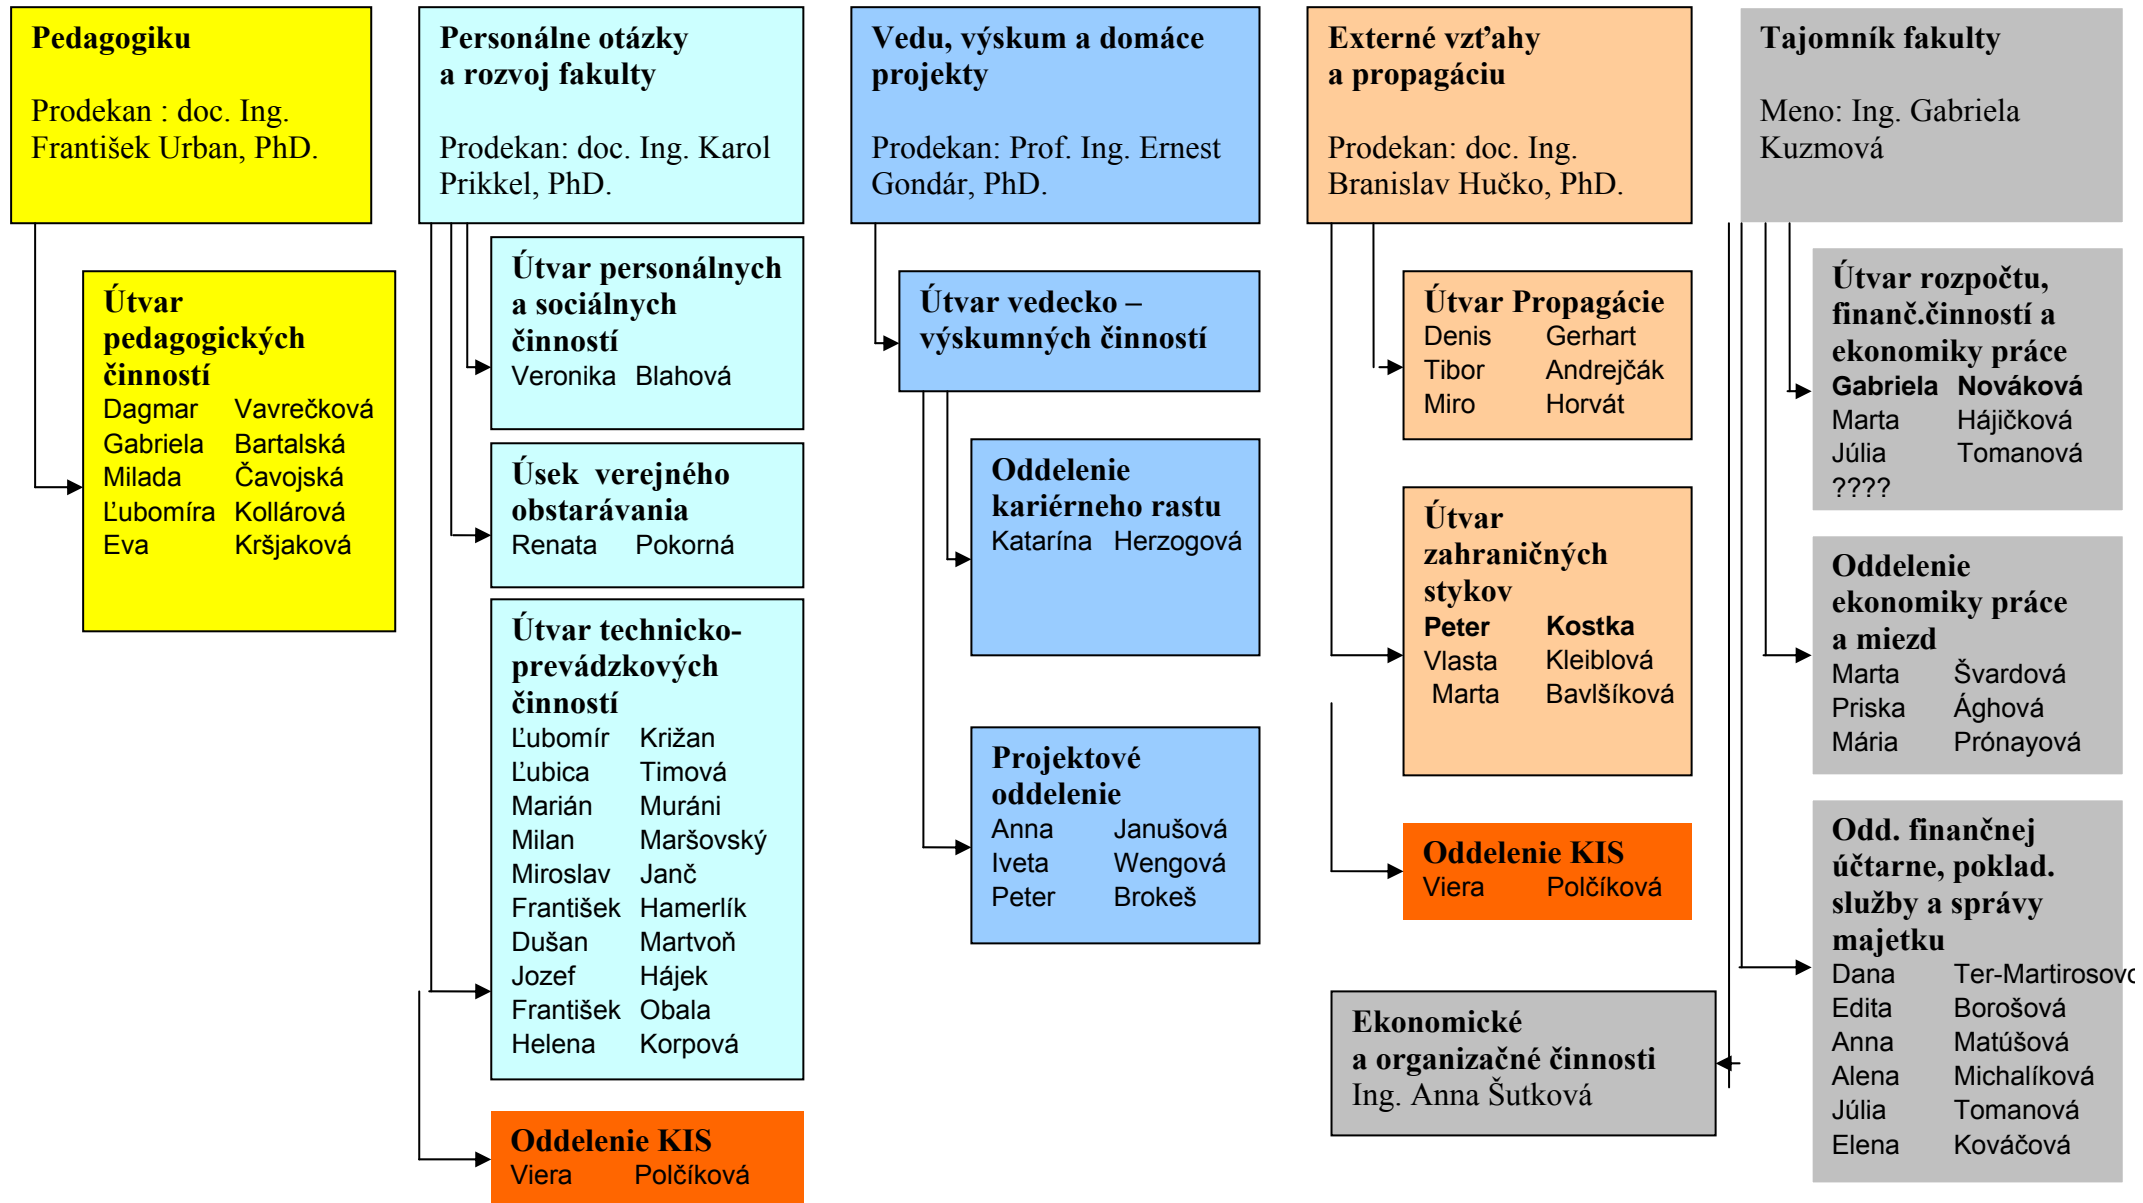 Pedagogiku
Prodekan : doc. Ing.
František Urban, PhD.
Útvar
pedagogických
činností
Dagmar Vavrečková
Gabriela Bartalská
Milada Čavojská
Ľubomíra Kollárová
Eva Kršjaková
Personálne otázky
a rozvoj fakulty
Prodekan: doc. Ing. Karol
Prikkel, PhD.
Útvar personálnych
a sociálnych
činností
Veronika Blahová
Úsek verejného
obstarávania
Renata Pokorná
Útvar technicko-
prevádzkových
činností
Ľubomír Križan
Ľubica Timová
Marián Muráni
Milan Maršovský
Miroslav Janč
František Hamerlík
Dušan Martvoň
Jozef Hájek
František Obala
Helena Korpová
Oddelenie KIS
Viera Polčíková
Vedu, výskum a domáce
projekty
Prodekan: Prof. Ing. Ernest
Gondár, PhD.
Útvar vedecko –
výskumných činností
Oddelenie
kariérneho rastu
Katarína Herzogová
Projektové
oddelenie
Anna Janušová
Iveta Wengová
Peter Brokeš
Externé vzťahy
a propagáciu
Prodekan: doc. Ing.
Branislav Hučko, PhD.
Útvar Propagácie
Denis Gerhart
Tibor Andrejčák
Miro Horvát
Útvar
zahraničných
stykov
Peter Kostka
Vlasta Kleiblová
Marta Bavlšíková
Oddelenie KIS
Viera Polčíková
Ekonomické
a organizačné činnosti
Ing. Anna Šutková
Tajomník fakulty
Meno: Ing. Gabriela
Kuzmová
Útvar rozpočtu,
finanč.činností a
ekonomiky práce
Gabriela Nováková
Marta Hájičková
Júlia Tomanová
????
Oddelenie
ekonomiky práce
a miezd
Marta Švardová
Priska Ághová
Mária Prónayová
Odd. finančnej
účtarne, poklad.
služby a správy
majetku
Dana
Edita Borošová
Anna Matúšová
Alena Michalíková
Júlia Tomanová
Elena Kováčová